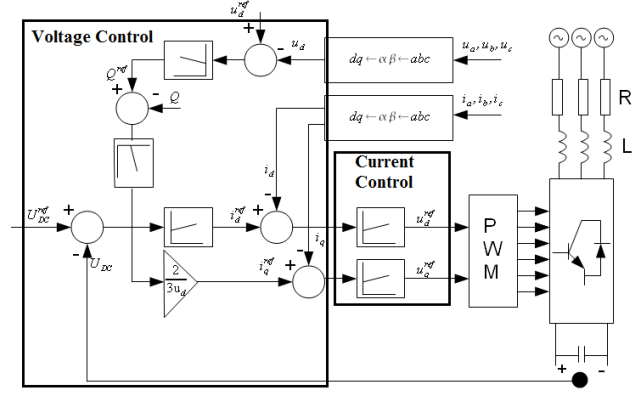 Voltage Control
u_d^ref
+
-
u_d
dq←αβ←abc
u_a, u_b, u_c
Q^ref
+
-
Q
dq←αβ←abc
i_a, i_b, i_c
R
L
i_d
Current
Control
U_DC^ref
+
-
U_DC
i_d^ref
+
-
i_q
u_d^ref
PWM
2
3u_d
i_q^ref
+
-
u_q^ref
+
-